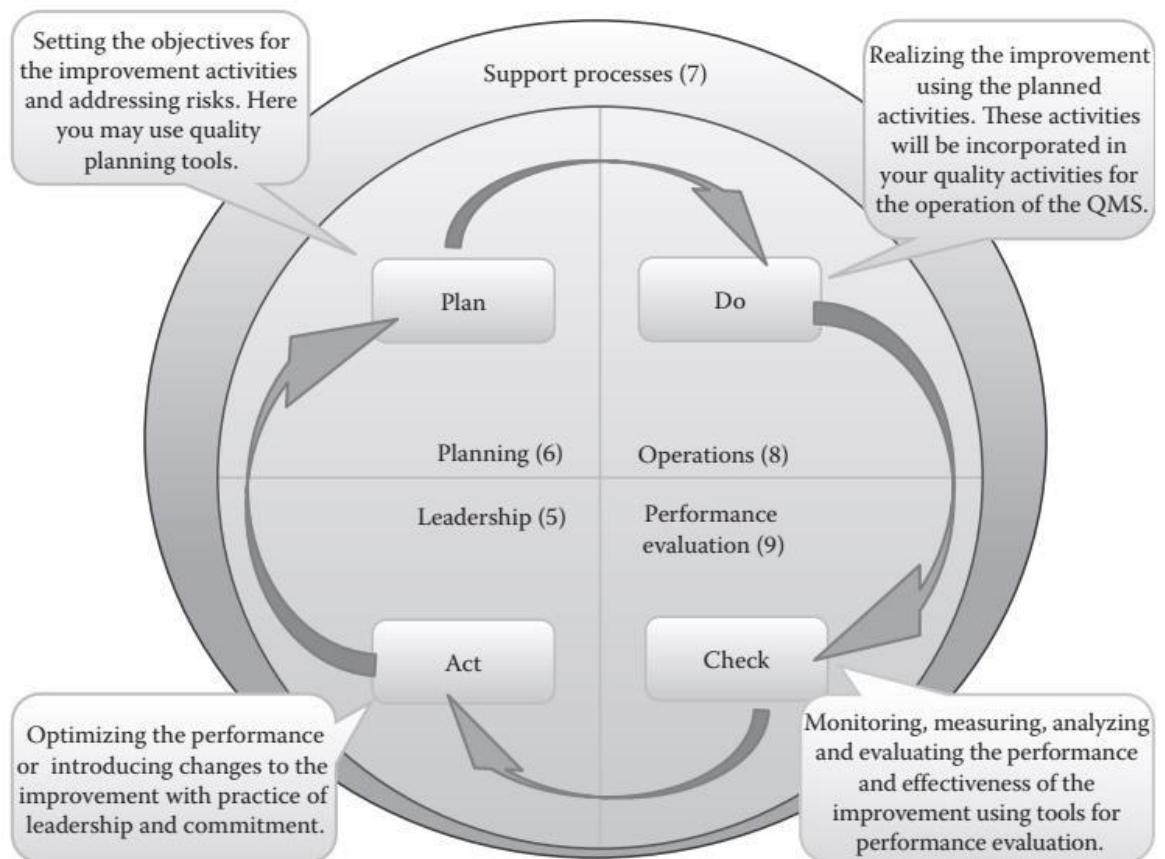 Setting the objectives for
the improvement activities
and addressing risks. Here
you may use quality
planning tools.
Support processes (7)
Realizing the improvement
using the planned
activities. These activities
will be incorporated in
your quality activities for
the operation of the QMS.
Plan
Do
Planning (6)
Operations (8)
Leadership (5)
Performance
evaluation (9)
Act
Check
Optimizing the performance
or introducing changes to the
improvement with practice of
leadership and commitment.
Monitoring, measuring, analyzing
and evaluating the performance
and effectiveness of the
improvement using tools for
performance evaluation.